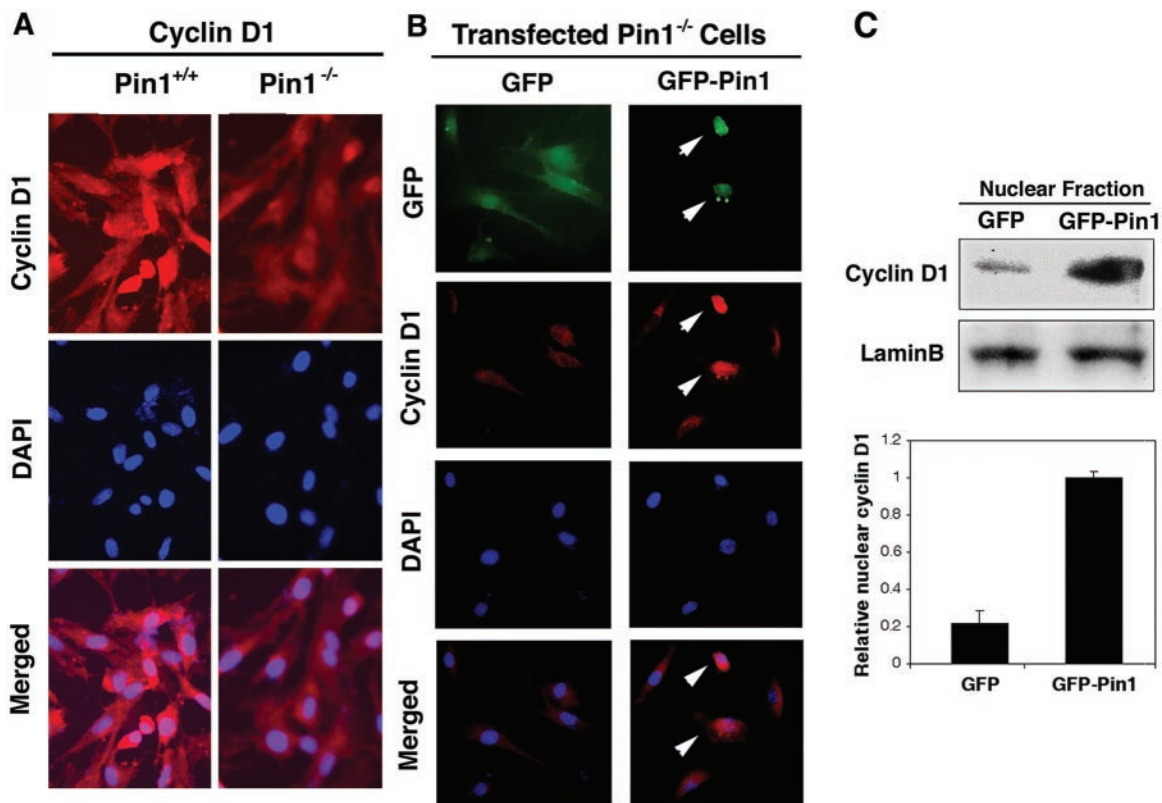 A
Cyclin D1
Pin1+/+ Pin1-/-
Cyclin D1
DAPI
Merged
B
Transfected Pin1-/- Cells
GFP GFP-Pin1
GFP
Cyclin D1
DAPI
Merged
C
Nuclear Fraction
GFP GFP-Pin1
Cyclin D1
LaminB
Relative nuclear cyclin D1
1.2
1
0.8
0.6
0.4
0.2
0
GFP GFP-Pin1